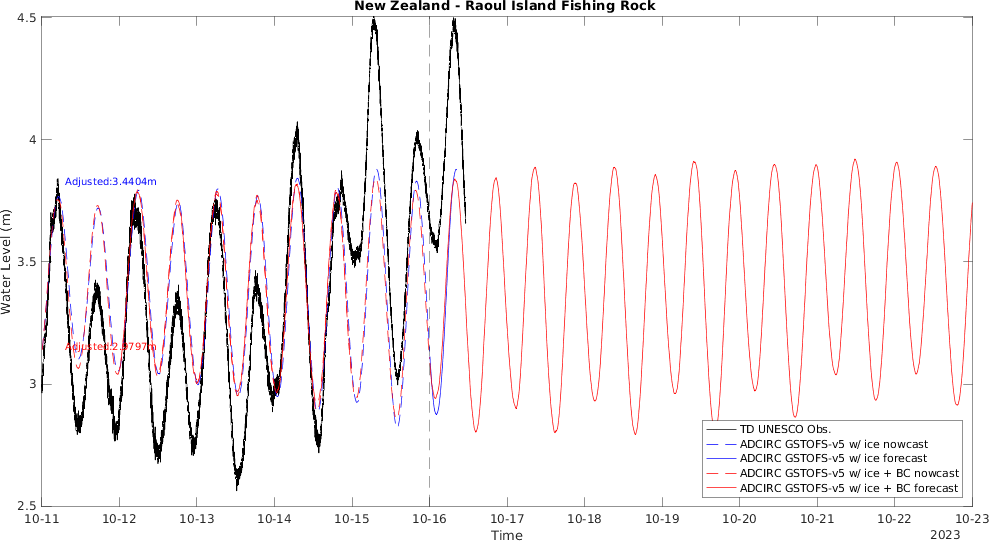 New Zealand - Raoul Island Fishing Rock
4.5
4
3.5
3
2.5
Water Level (m)
Adjusted:3.4404m
Adjusted:2.9797m
TD UNESCO Obs.
ADCIRC GSTOFS-v5 w/ ice nowcast
ADCIRC GSTOFS-v5 w/ ice forecast
ADCIRC GSTOFS-v5 w/ ice + BC nowcast
ADCIRC GSTOFS-v5 w/ ice + BC forecast
10-11 10-12 10-13 10-14 10-15 10-16 10-17 10-18 10-19 10-20 10-21 10-22 10-23
Time
2023